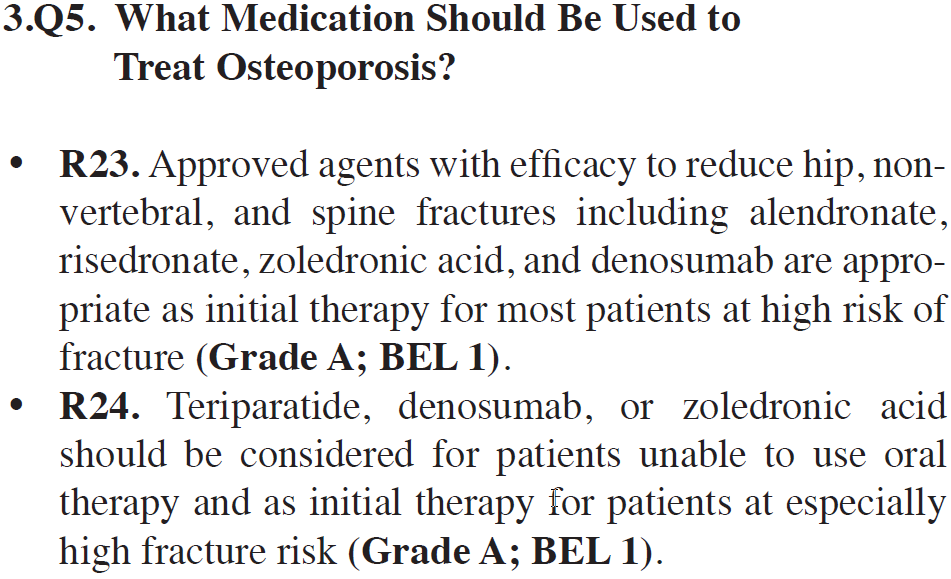 3.Q5. What Medication Should Be Used to
Treat Osteoporosis?
• R23. Approved agents with efficacy to reduce hip, non-
vertebral, and spine fractures including alendronate,
risedronate, zoledronic acid, and denosumab are appro-
priate as initial therapy for most patients at high risk of
fracture (Grade A; BEL 1).
• R24. Teriparatide, denosumab, or zoledronic acid
should be considered for patients unable to use oral
therapy and as initial therapy for patients at especially
high fracture risk (Grade A; BEL 1).